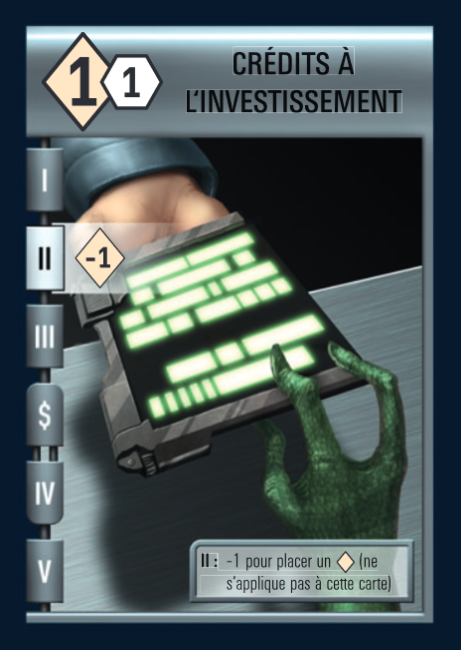 1 1
CRÉDITS À
L'INVESTISSEMENT
I
II -1
III
$
IV
V
II : -1 pour placer un (ne
s'applique pas à cette carte)